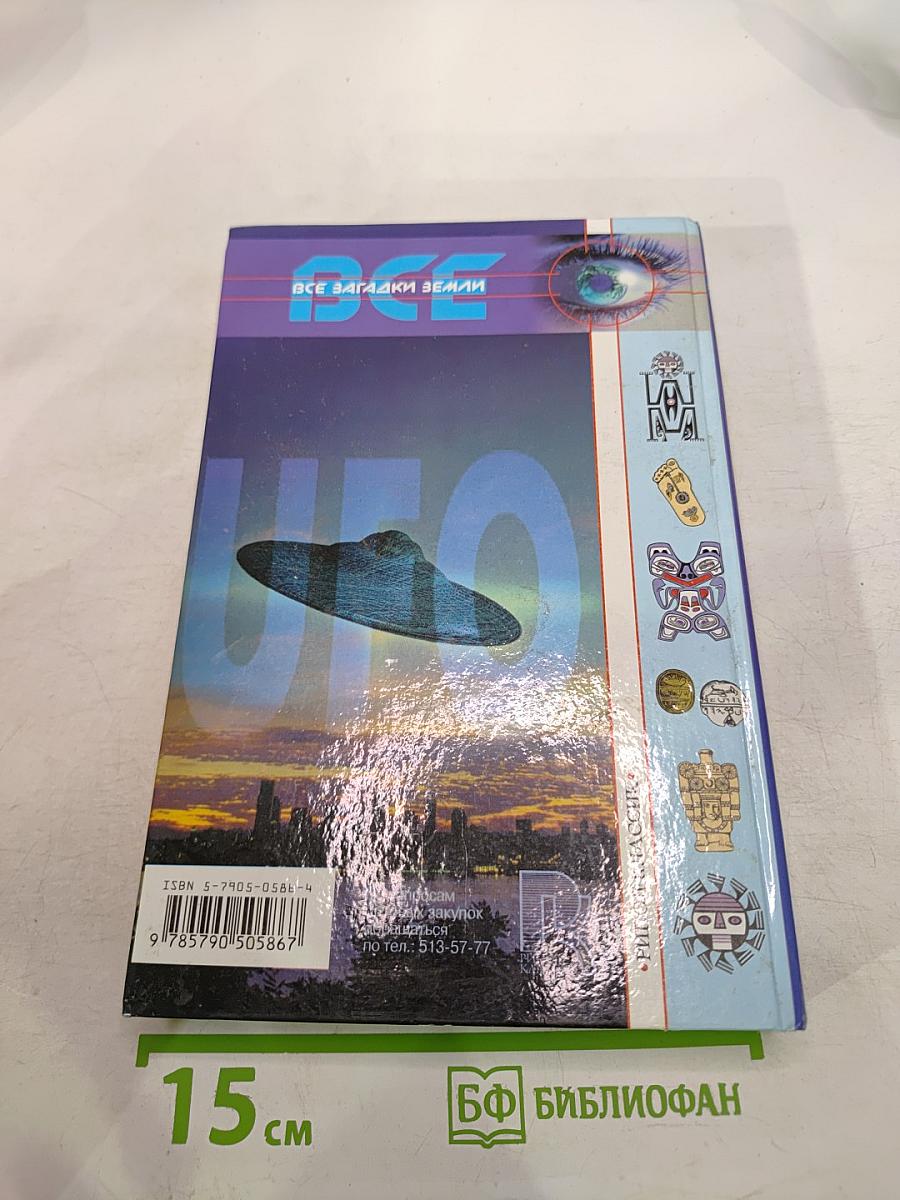 ВСЕ
ВСЕ ЗАГАДКИ ЗЕМЛИ
UFO
ISBN 5-7905-0586-4
9 785790 505867
закупок
по тел.: 513-57-77
15 см
БФ БИБЛИОФАН